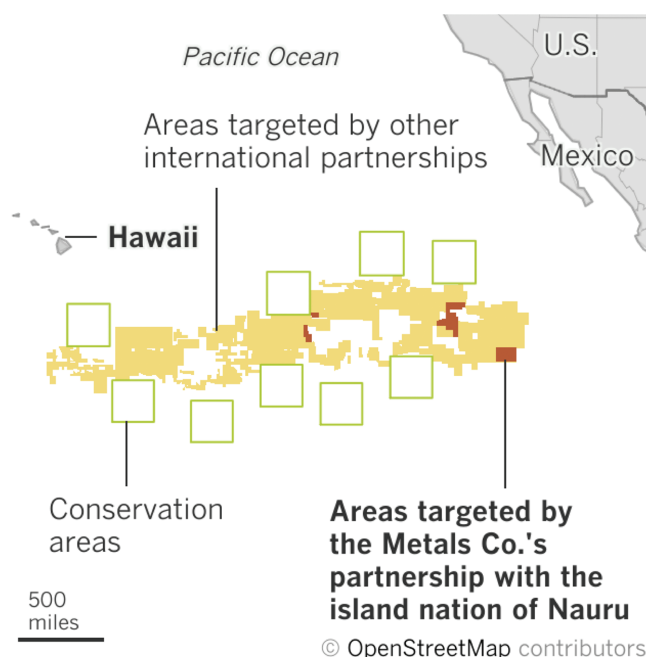 Pacific Ocean
U.S.
Mexico
Areas targeted by other
international partnerships
Hawaii
Conservation
areas
Areas targeted by
the Metals Co.'s
partnership with the
island nation of Nauru
500
miles
© OpenStreetMap contributors